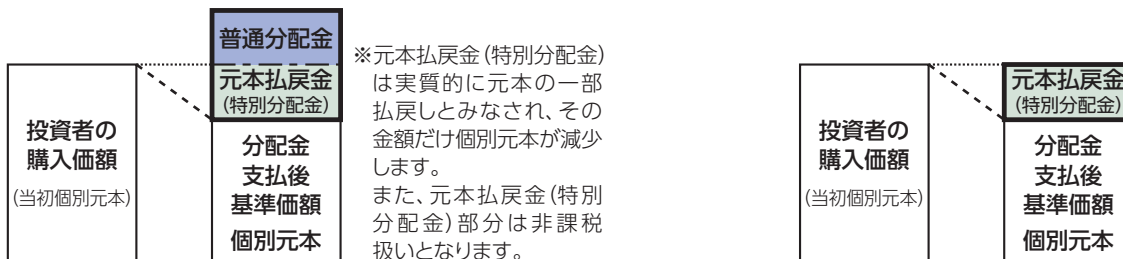 普通分配金
元本払戻金
(特別分配金)
投資者の
購入価額
(当初個別元本)
分配金
支払後
基準価額
個別元本
※元本払戻金(特別分配金)
は実質的に元本の一部
払戻しとみなされ、その
金額だけ個別元本が減少
します。
また、元本払戻金(特別
分配金)部分は非課税
扱いとなります。
投資者の
購入価額
(当初個別元本)
元本払戻金
(特別分配金)
分配金
支払後
基準価額
個別元本